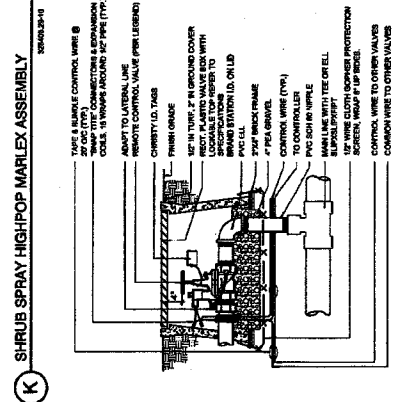 K
SHRUB SPRAY HIGHPOP MARLEX ASSEMBLY
TAPE & BUNDLE CONTROL WIRE @
20' O/C (TYP.)
"SNAP TITE" CONNECTORS & EXPANSION
COILS, 15 WRAPS AROUND 1/2" PIPE (TYP.)
ADAPT TO LATERAL LINE
REMOTE CONTROL VALVE (PER LEGEND)
CHRISTY I.D. TAGS
FINISH GRADE
1/2" IN TURF, 2" IN GROUND COVER
RECT. PLASTIC VALVE BOX WITH
LOCKABLE TOP REFER TO
SPECIFICATIONS
BRAND STATION I.D. ON LID
PVC ELL
BRICK FRAME
4" PEA GRAVEL
CONTROL WIRE (TYP.)
TO CONTROLLER
PVC SCH 80 NIPPLE
MAIN LINE WITH TEE OR ELL
1/2" WIRE CLOTH GOPHER PROTECTION
SCREEN, WRAP 6" UP SIDES.
CONTROL WIRE TO OTHER VALVES
COMMON WIRE TO OTHER VALVES
4"